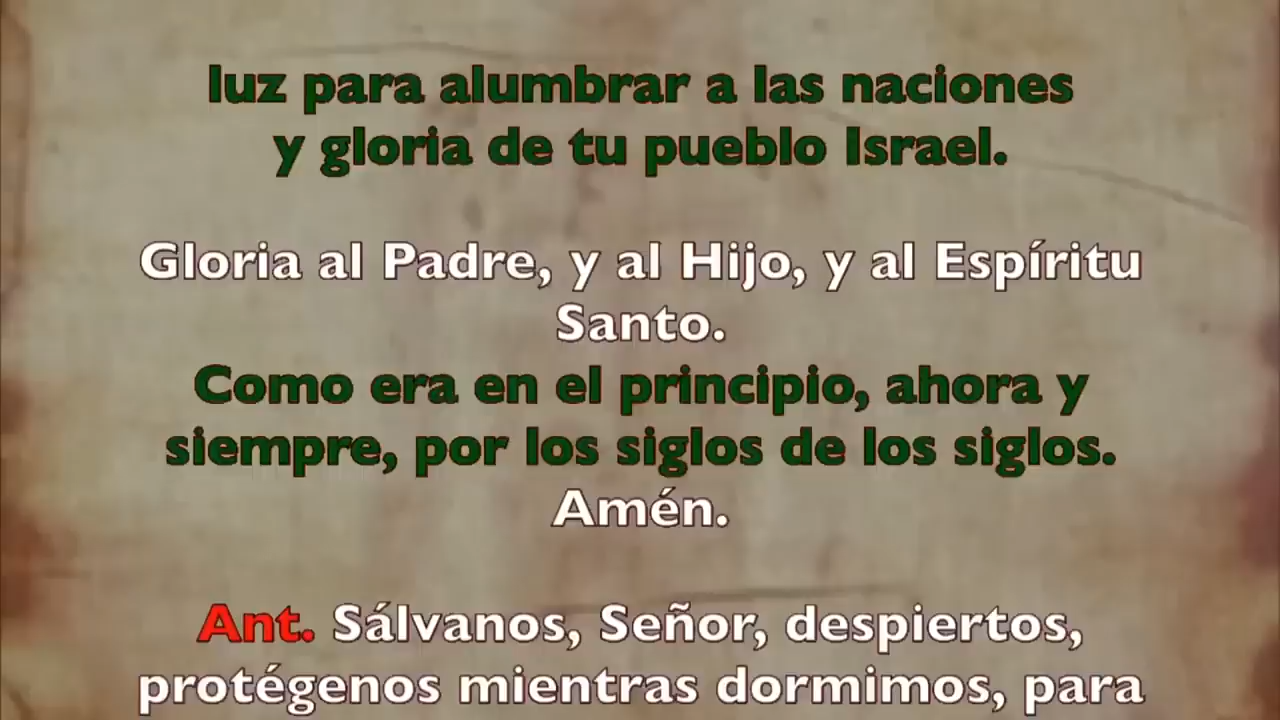 luz para alumbrar a las naciones
y gloria de tu pueblo Israel.
Gloria al Padre, y al Hijo, y al Espíritu
Santo.
Como era en el principio, ahora y
siempre, por los siglos de los siglos.
Amén.
Ant. Sálvanos, Señor, despiertos,
protégenos mientras dormimos, para